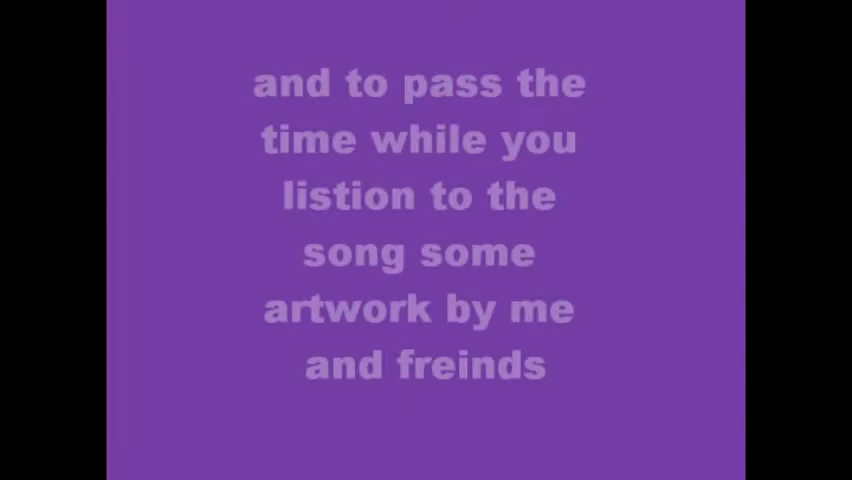 and to pass the
time while you
listion to the
song some
artwork by me
and freinds